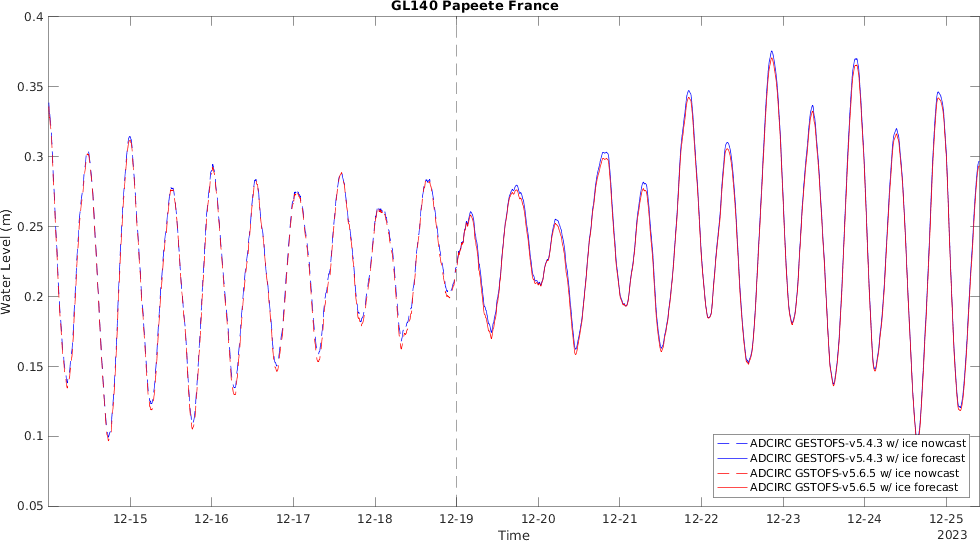 GL140 Papeete France
0.4
0.35
0.3
0.25
0.2
0.15
0.1
0.05
Water Level (m)
ADCIRC GESTOFS-v5.4.3 w/ ice nowcast
ADCIRC GESTOFS-v5.4.3 w/ ice forecast
ADCIRC GSTOFS-v5.6.5 w/ ice nowcast
ADCIRC GSTOFS-v5.6.5 w/ ice forecast
12-15 12-16 12-17 12-18 12-19 12-20 12-21 12-22 12-23 12-24 12-25
Time
2023